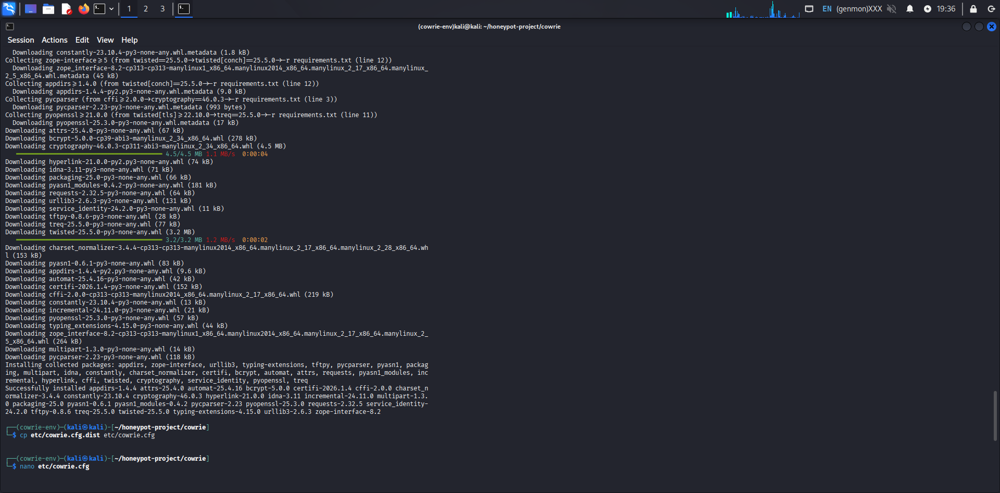 1 2 3
EN (genmon)XXX 19:36
(cowrie-env)kali@kali: ~/honeypot-project/cowrie
Session Actions Edit View Help
Downloading constantly-23.10.4-py3-none-any.whl.metadata (1.8 kB)
Collecting zope-interface>=5 (from twisted==25.5.0->twisted[conch]==25.5.0->-r requirements.txt (line 12))
Downloading zope_interface-8.2-cp313-cp313-manylinux1_x86_64.manylinux2014_x86_64.manylinux_2_17_x86_64.manylinux_
2_5_x86_64.whl.metadata (45 kB)
Collecting appdirs>=1.4.0 (from twisted[conch]==25.5.0->-r requirements.txt (line 12))
Downloading appdirs-1.4.4-py2.py3-none-any.whl.metadata (9.0 kB)
Collecting pycparser (from cffi>=2.0.0->cryptography==46.0.3->-r requirements.txt (line 3))
Downloading pycparser-2.23-py3-none-any.whl.metadata (993 bytes)
Collecting pyopenssl>=21.0.0 (from twisted[tls]>=22.10.0->treq==25.5.0->-r requirements.txt (line 11))
Downloading pyopenssl-25.3.0-py3-none-any.whl.metadata (17 kB)
Downloading attrs-25.4.0-py3-none-any.whl (67 kB)
Downloading bcrypt-5.0.0-cp39-abi3-manylinux_2_34_x86_64.whl (278 kB)
Downloading cryptography-46.0.3-cp311-abi3-manylinux_2_34_x86_64.whl (4.5 MB)
4.5/4.5 MB 1.1 MB/s 0:00:04
Downloading hyperlink-21.0.0-py2.py3-none-any.whl (74 kB)
Downloading idna-3.11-py3-none-any.whl (71 kB)
Downloading packaging-25.0-py3-none-any.whl (66 kB)
Downloading pyasn1_modules-0.4.2-py3-none-any.whl (181 kB)
Downloading requests-2.32.5-py3-none-any.whl (64 kB)
Downloading urllib3-2.6.3-py3-none-any.whl (131 kB)
Downloading service_identity-24.2.0-py3-none-any.whl (11 kB)
Downloading tftpy-0.8.6-py3-none-any.whl (28 kB)
Downloading treq-25.5.0-py3-none-any.whl (77 kB)
Downloading twisted-25.5.0-py3-none-any.whl (3.2 MB)
3.2/3.2 MB 1.2 MB/s 0:00:02
Downloading charset_normalizer-3.4.4-cp313-cp313-manylinux2014_x86_64.manylinux_2_17_x86_64.manylinux_2_28_x86_64.wh
l (153 kB)
Downloading pyasn1-0.6.1-py3-none-any.whl (83 kB)
Downloading appdirs-1.4.4-py2.py3-none-any.whl (9.6 kB)
Downloading automat-25.4.16-py3-none-any.whl (42 kB)
Downloading certifi-2026.1.4-py3-none-any.whl (152 kB)
Downloading cffi-2.0.0-cp313-cp313-manylinux2014_x86_64.manylinux_2_17_x86_64.whl (219 kB)
Downloading constantly-23.10.4-py3-none-any.whl (13 kB)
Downloading incremental-24.11.0-py3-none-any.whl (21 kB)
Downloading pyopenssl-25.3.0-py3-none-any.whl (57 kB)
Downloading typing_extensions-4.15.0-py3-none-any.whl (44 kB)
Downloading zope_interface-8.2-cp313-cp313-manylinux1_x86_64.manylinux2014_x86_64.manylinux_2_17_x86_64.manylinux_2_
5_x86_64.whl (264 kB)
Downloading multipart-1.3.0-py3-none-any.whl (14 kB)
Downloading pycparser-2.23-py3-none-any.whl (118 kB)
Installing collected packages: appdirs, zope-interface, urllib3, typing-extensions, tftpy, pycparser, pyasn1, packag
ing, multipart, idna, constantly, charset_normalizer, certifi, bcrypt, automat, attrs, requests, pyasn1_modules, inc
remental, hyperlink, cffi, twisted, cryptography, service_identity, pyopenssl, treq
Successfully installed appdirs-1.4.4 attrs-25.4.0 automat-25.4.16 bcrypt-5.0.0 certifi-2026.1.4 cffi-2.0.0 charset_n
ormalizer-3.4.4 constantly-23.10.4 cryptography-46.0.3 hyperlink-21.0.0 idna-3.11 incremental-24.11.0 multipart-1.3.
0 packaging-25.0 pyasn1-0.6.1 pyasn1_modules-0.4.2 pycparser-2.23 pyopenssl-25.3.0 requests-2.32.5 service_identity-
24.2.0 tftpy-0.8.6 treq-25.5.0 twisted-25.5.0 typing-extensions-4.15.0 urllib3-2.6.3 zope-interface-8.2
┌──(cowrie-env)─(kali㉿kali)-[~/honeypot-project/cowrie]
└─$ cp etc/cowrie.cfg.dist etc/cowrie.cfg
┌──(cowrie-env)─(kali㉿kali)-[~/honeypot-project/cowrie]
└─$ nano etc/cowrie.cfg